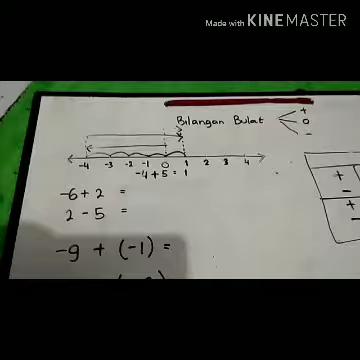 Made with KINEMASTER
Bilangan Bulat + 0 -
-4 -3 -2 -1 0 1 2 3 4
-4 + 5 = 1
-6 + 2 =
2 - 5 =
-9 + (-1) =
+
-
+
-